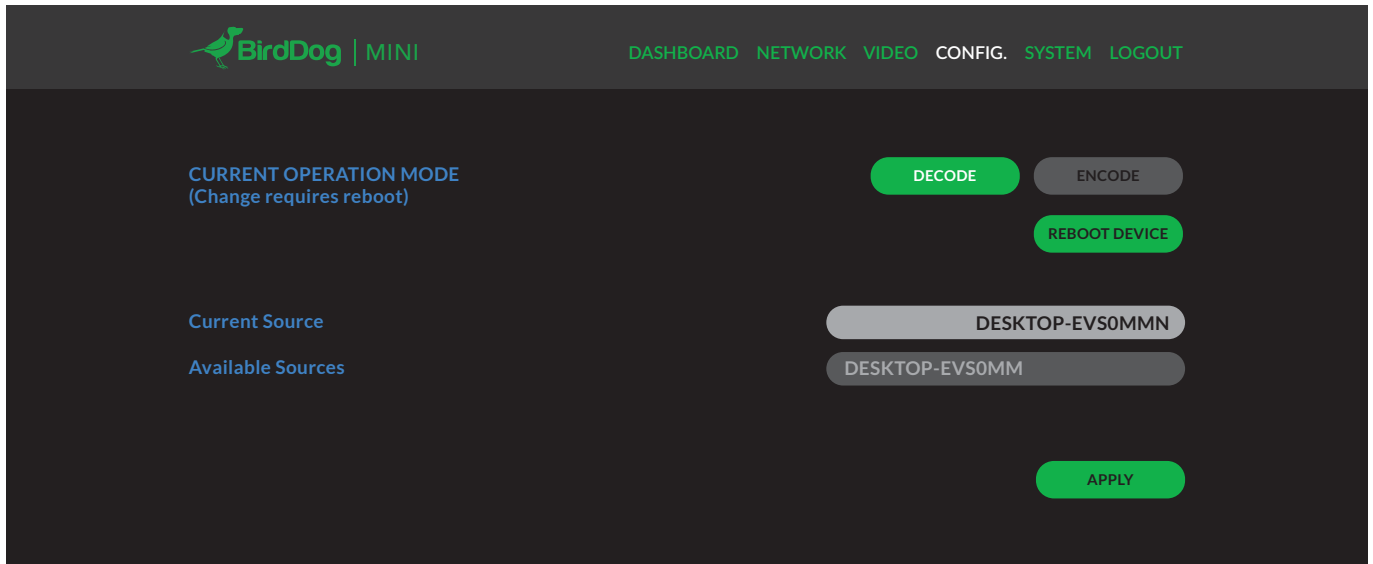 BirdDog | MINI
DASHBOARD NETWORK VIDEO CONFIG. SYSTEM LOGOUT
CURRENT OPERATION MODE
(Change requires reboot)
DECODE
ENCODE
REBOOT DEVICE
Current Source
DESKTOP-EVS0MMN
Available Sources
DESKTOP-EVS0MM
APPLY